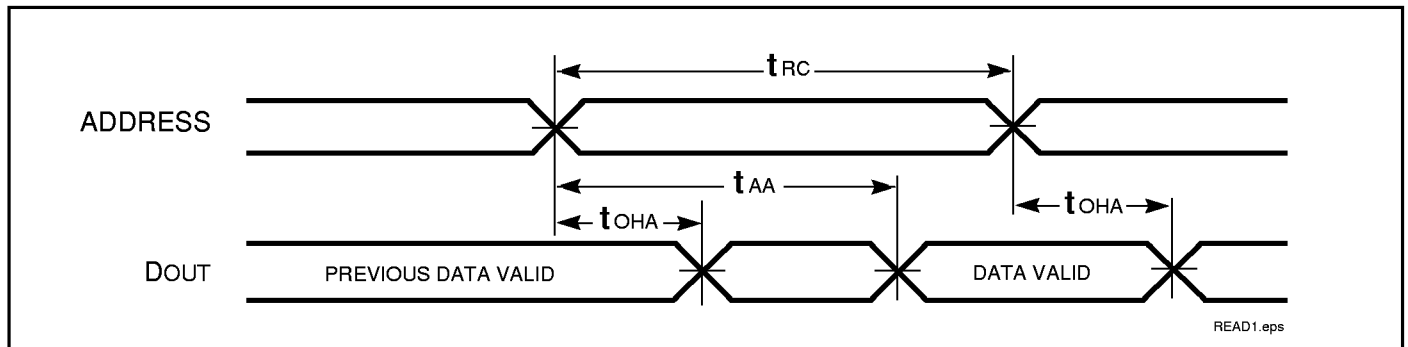 tRC
ADDRESS
tAA
tOHA
tOHA
DOUT
PREVIOUS DATA VALID
DATA VALID
READ1.eps